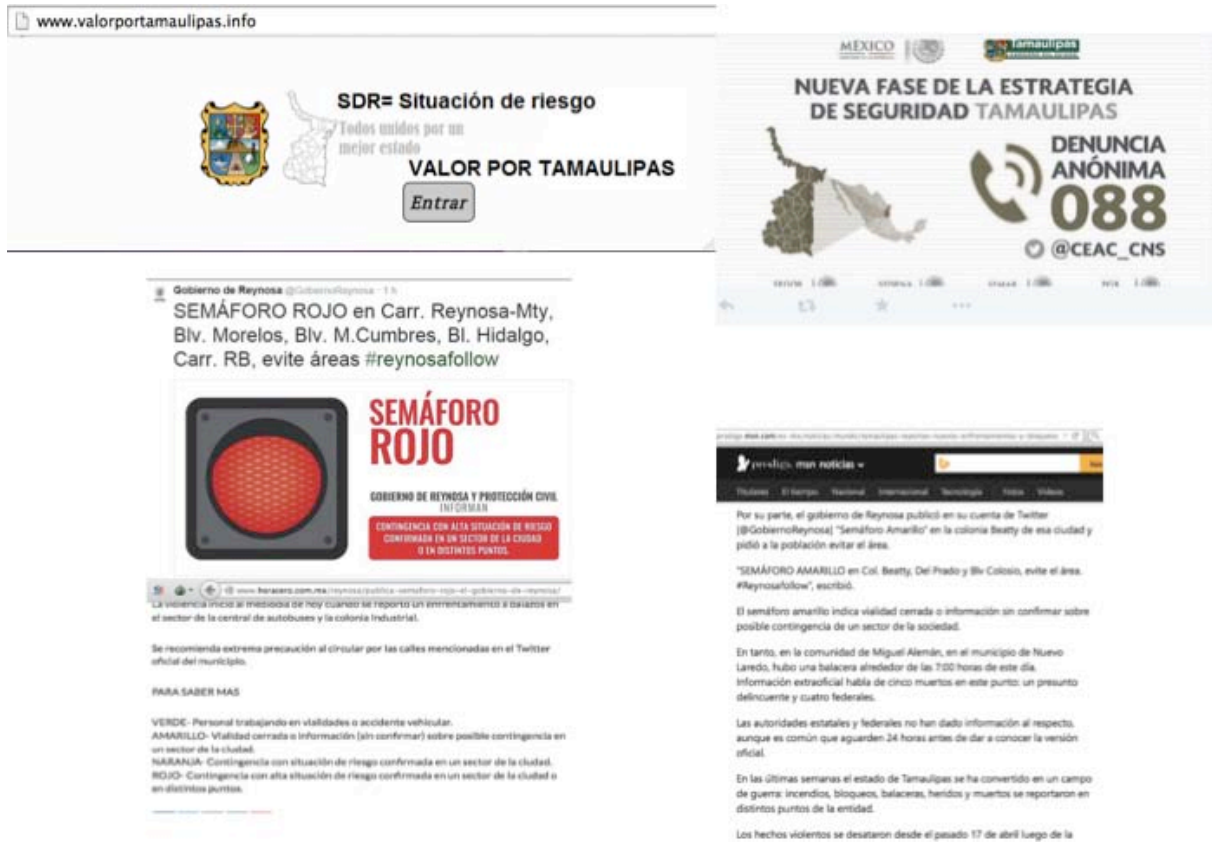 www.valorportamaulipas.info
SDR= Situación de riesgo
Todos unidos por un
mejor estado
VALOR POR TAMAULIPAS
Entrar
MÉXICO
Tamaulipas
NUEVA FASE DE LA ESTRATEGIA
DE SEGURIDAD TAMAULIPAS
DENUNCIA
ANÓNIMA
088
@CEAC_CNS
Gobierno de Reynosa @GobiernoReynosa · 1 h
SEMÁFORO ROJO en Carr. Reynosa-Mty,
Blv. Morelos, Blv. M.Cumbres, Bl. Hidalgo,
Carr. RB, evite áreas #reynosafollow
SEMÁFORO
ROJO
GOBIERNO DE REYNOSA Y PROTECCIÓN CIVIL
INFORMAN
CONTINGENCIA CON ALTA SITUACIÓN DE RIESGO
CONFIRMADA EN UN SECTOR DE LA CIUDAD
O EN DISTINTOS PUNTOS.
www.horacero.com.mx/reynosa/publica-semaforo-rojo-el-gobierno-de-reynosa/
La violencia inició al mediodía de hoy cuando se reportó un enfrentamiento a balazos en
el sector de la central de autobuses y la colonia Industrial.
Se recomienda extrema precaución al circular por las calles mencionadas en el Twitter
oficial del municipio.
PARA SABER MAS
VERDE- Personal trabajando en vialidades o accidente vehicular.
AMARILLO- Vialidad cerrada o información (sin confirmar) sobre posible contingencia en
un sector de la ciudad.
NARANJA- Contingencia con situación de riesgo confirmada en un sector de la ciudad.
ROJO- Contingencia con alta situación de riesgo confirmada en un sector de la ciudad o
en distintos puntos.
prodigy msn noticias
Titulares El tiempo Nacional Internacional Tecnología Fotos Videos
Por su parte, el gobierno de Reynosa publicó en su cuenta de Twitter
(@GobiernoReynosa) "Semáforo Amarillo" en la colonia Beatty de esa ciudad y
pidió a la población evitar el área.
"SEMÁFORO AMARILLO en Col. Beatty, Del Prado y Blv Colosio, evite el área.
#Reynosafollow", escribió.
El semáforo amarillo indica vialidad cerrada o información sin confirmar sobre
posible contingencia de un sector de la sociedad.
En tanto, en la comunidad de Miguel Alemán, en el municipio de Nuevo
Laredo, hubo una balacera alrededor de las 7:00 horas de este día.
Información extraoficial habla de cinco muertos en este punto: un presunto
delincuente y cuatro federales.
Las autoridades estatales y federales no han dado información al respecto,
aunque es común que aguarden 24 horas antes de dar a conocer la versión
oficial.
En las últimas semanas el estado de Tamaulipas se ha convertido en un campo
de guerra: incendios, bloqueos, balaceras, heridos y muertos se reportaron en
distintos puntos de la entidad.
Los hechos violentos se desataron desde el pasado 17 de abril luego de la